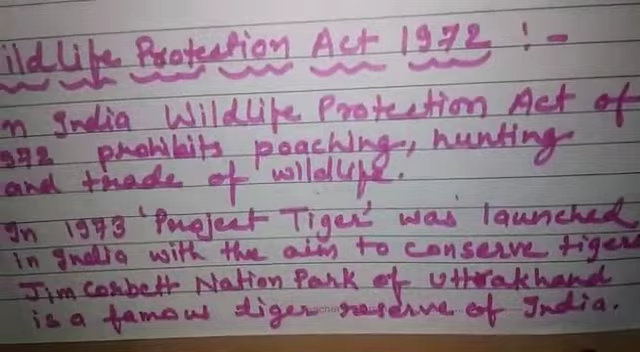 ildlife Protection Act 1972 : -
n India Wildlife Protection Act of
972 prohibits poaching, hunting
and trade of wildlife.
In 1973 'Project Tiger' was launched
in India with the aim to conserve tiger
Jim Corbett Nation Park of Uttrakhand
is a famous tiger reserve of India.